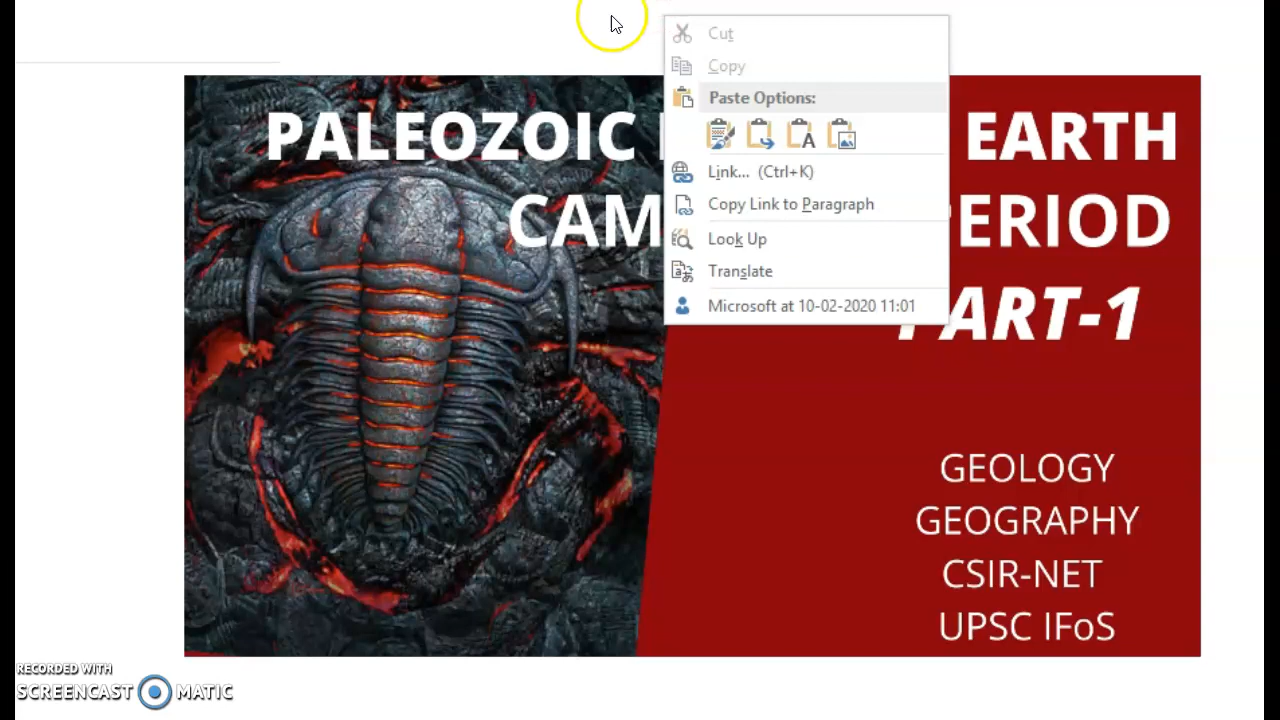 Cut
Copy
Paste Options:
Link... (Ctrl+K)
Copy Link to Paragraph
Look Up
Translate
Microsoft at 10-02-2020 11:01
PALEOZOIC EARTH
CAM ERIOD
PART-1
GEOLOGY
GEOGRAPHY
CSIR-NET
UPSC IFoS
RECORDED WITH
SCREENCAST MATIC